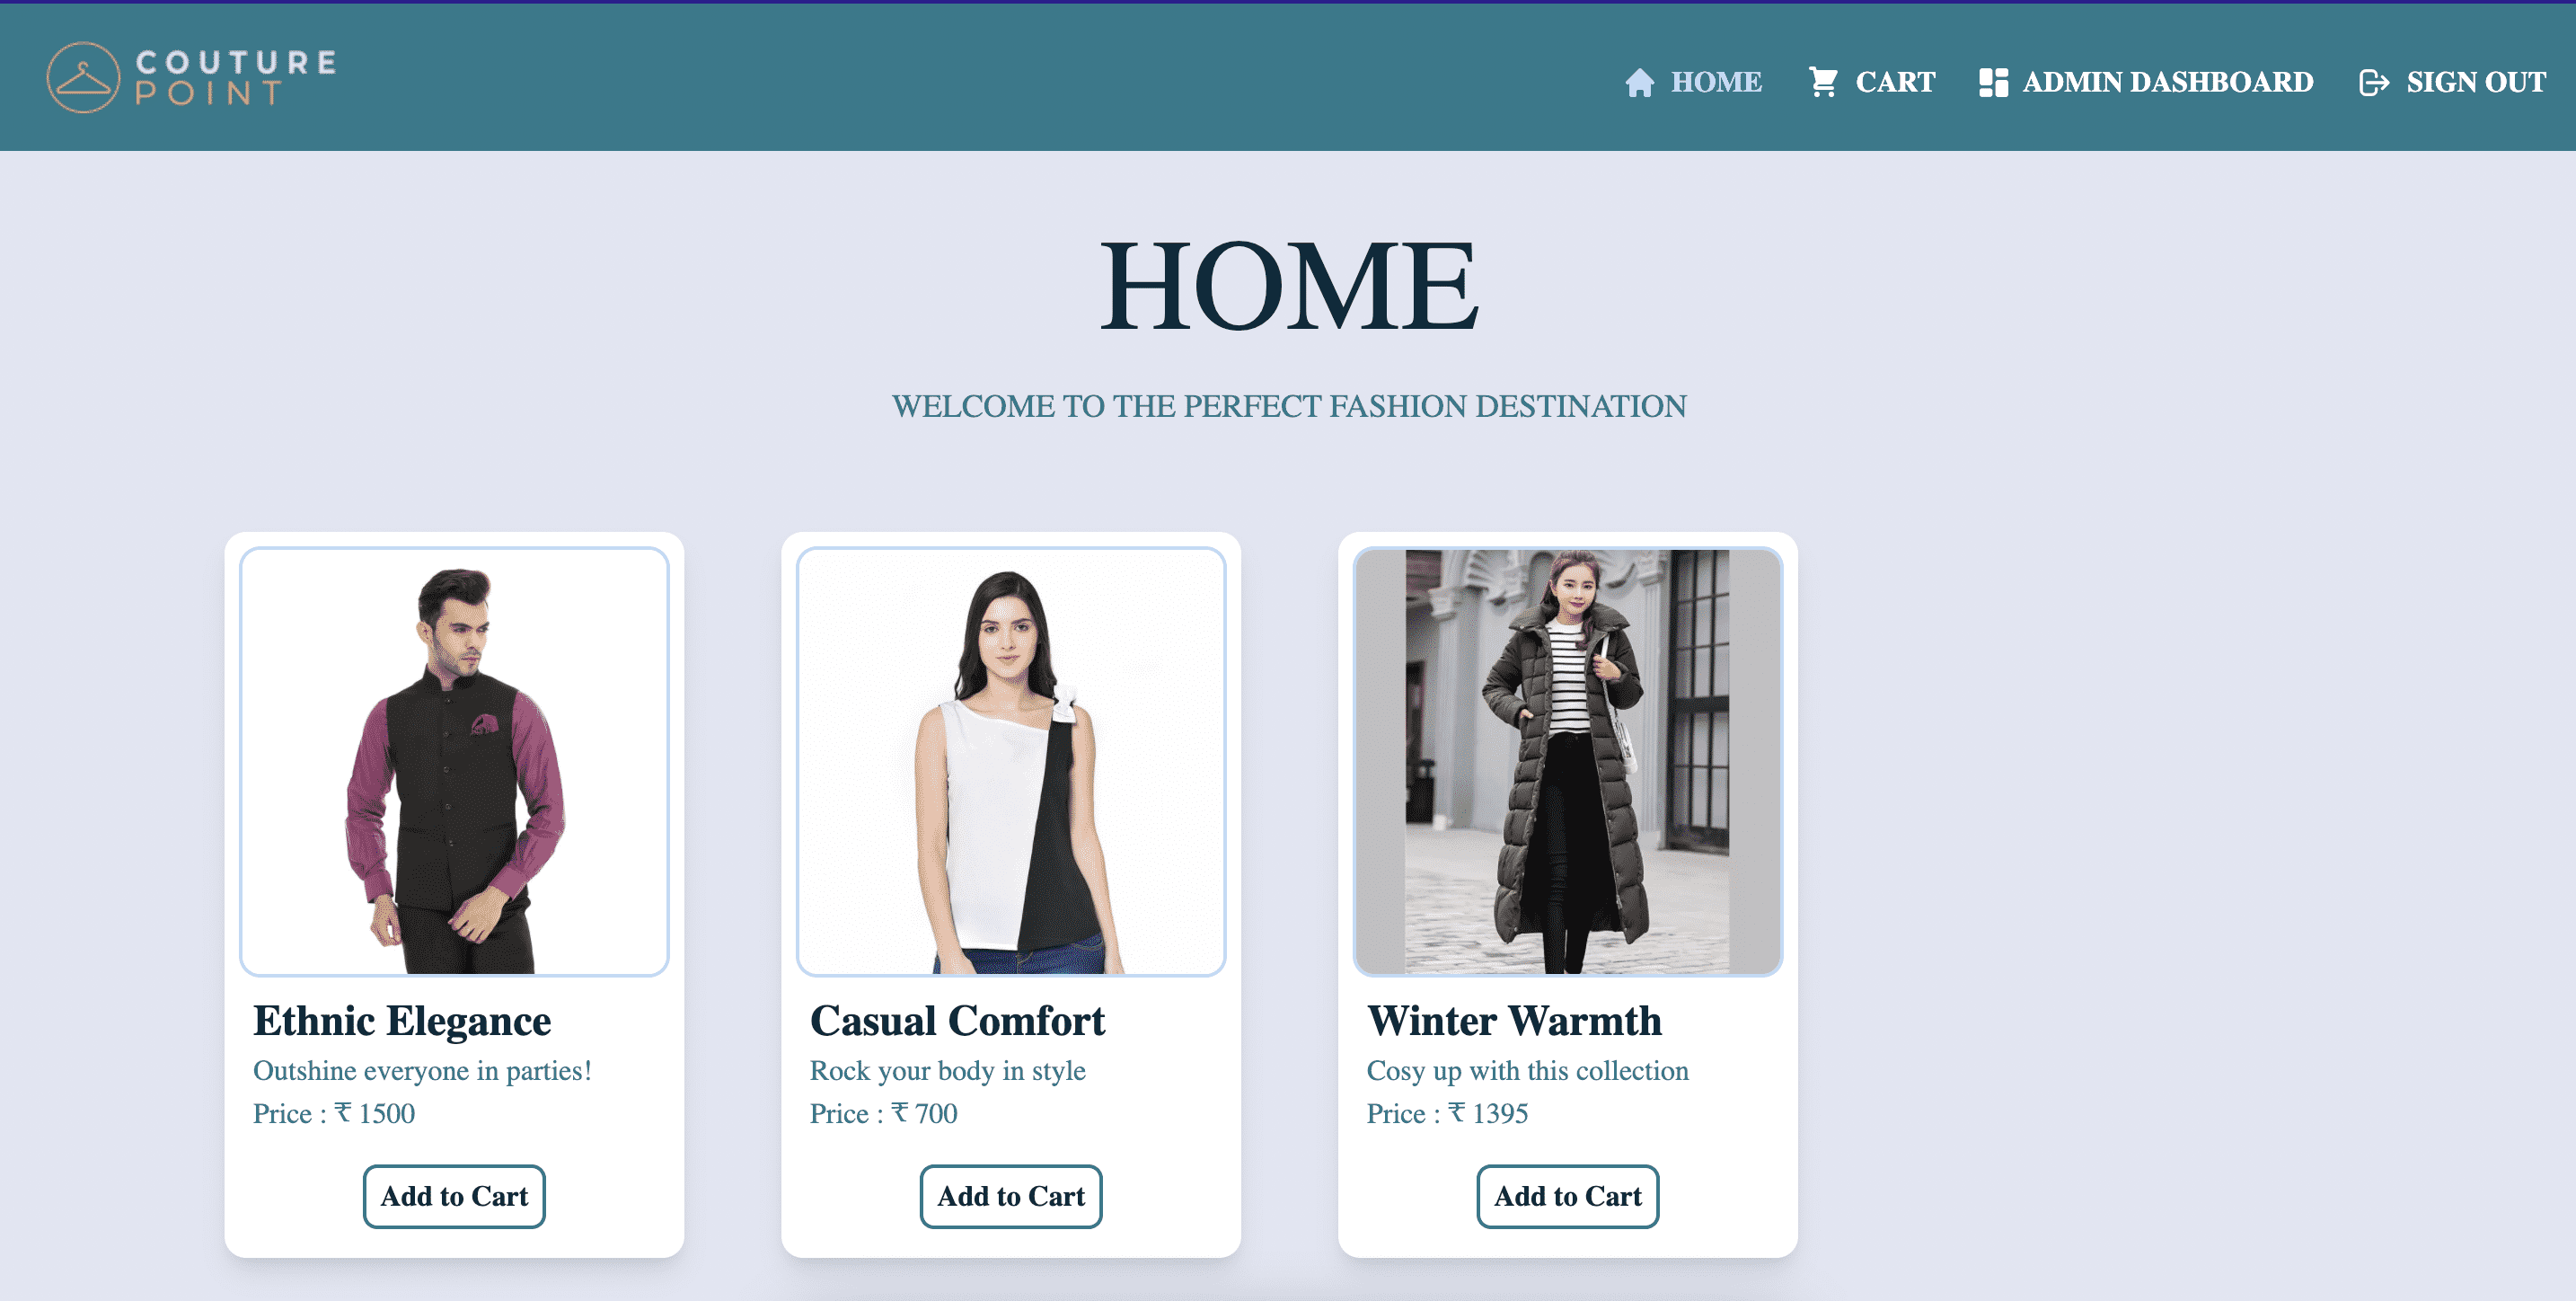 COUTURE
POINT
HOME CART ADMIN DASHBOARD SIGN OUT
HOME
WELCOME TO THE PERFECT FASHION DESTINATION
Ethnic Elegance
Outshine everyone in parties!
Price : ₹ 1500
Add to Cart
Casual Comfort
Rock your body in style
Price : ₹ 700
Add to Cart
Winter Warmth
Cosy up with this collection
Price : ₹ 1395
Add to Cart